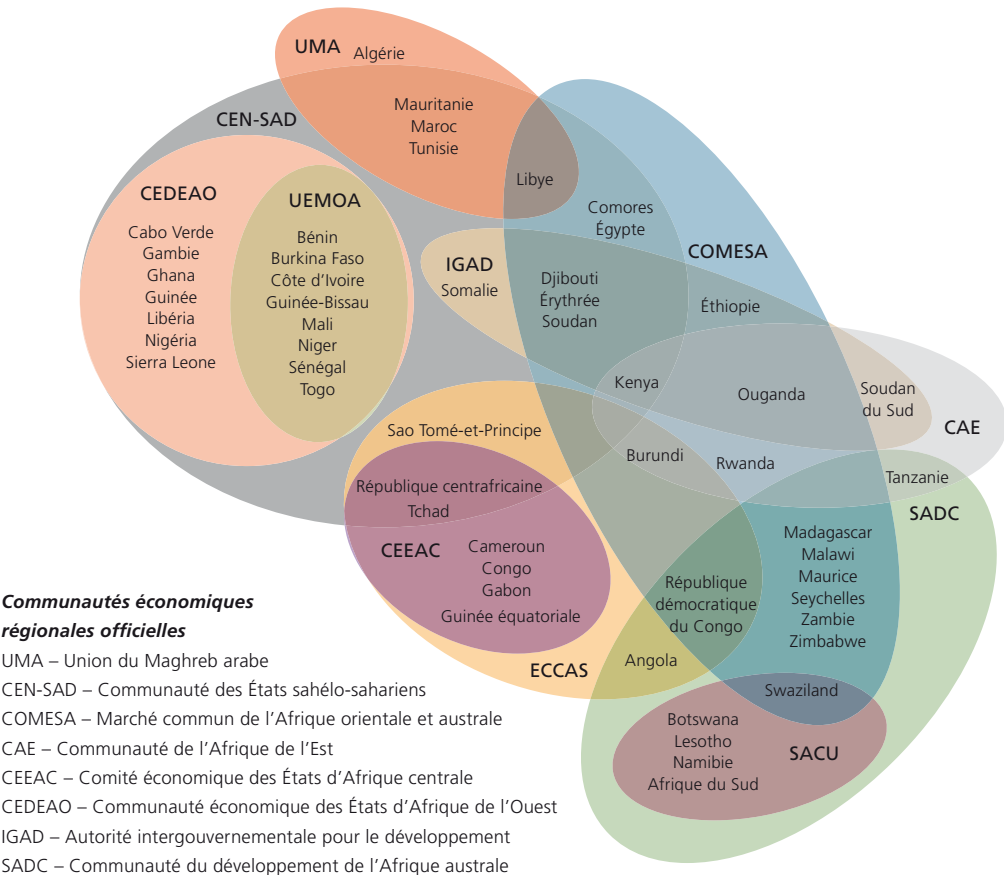 UMA
Algérie
Mauritanie
Maroc
Tunisie
CEN-SAD
Libye
CEDEAO
Cabo Verde
Gambie
Ghana
Guinée
Libéria
Nigéria
Sierra Leone
UEMOA
Bénin
Burkina Faso
Côte d'Ivoire
Guinée-Bissau
Mali
Niger
Sénégal
Togo
Comores
Égypte
COMESA
IGAD
Somalie
Djibouti
Érythrée
Soudan
Éthiopie
Kenya
Ouganda
Soudan
du Sud
CAE
Sao Tomé-et-Principe
Burundi
Rwanda
Tanzanie
SADC
République centrafricaine
Tchad
CEEAC
Cameroun
Congo
Gabon
Guinée équatoriale
ECCAS
République
démocratique
du Congo
Angola
Madagascar
Malawi
Maurice
Seychelles
Zambie
Zimbabwe
Swaziland
Botswana
Lesotho
Namibie
Afrique du Sud
SACU
Communautés économiques
régionales officielles
UMA – Union du Maghreb arabe
CEN-SAD – Communauté des États sahélo-sahariens
COMESA – Marché commun de l'Afrique orientale et australe
CAE – Communauté de l'Afrique de l'Est
CEEAC – Comité économique des États d'Afrique centrale
CEDEAO – Communauté économique des États d'Afrique de l'Ouest
IGAD – Autorité intergouvernementale pour le développement
SADC – Communauté du développement de l'Afrique australe